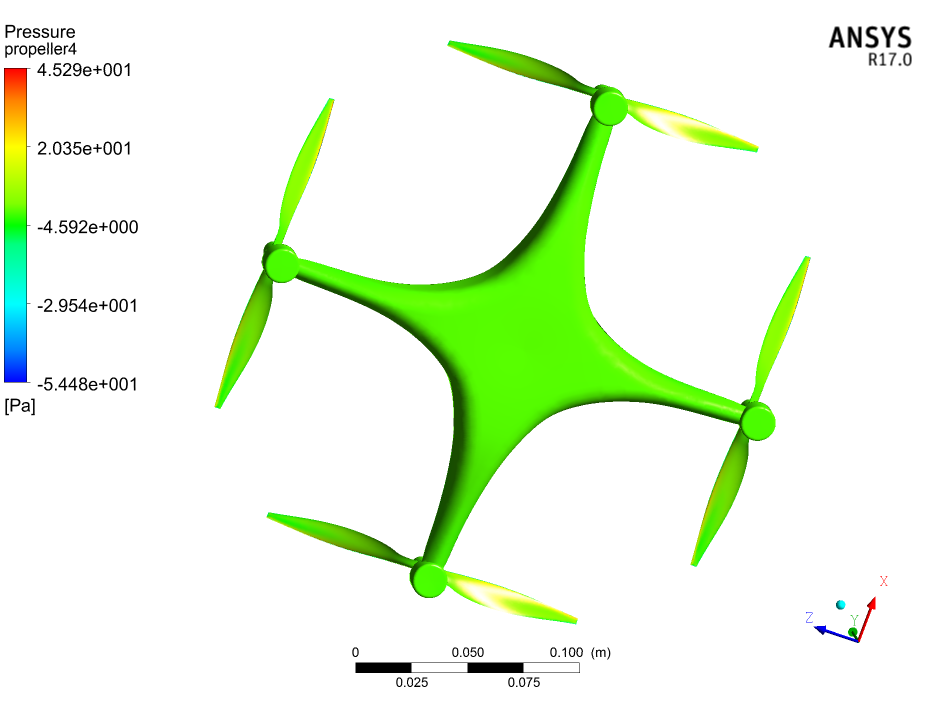 Pressure
propeller4
4.529e+001
2.035e+001
-4.592e+000
-2.954e+001
-5.448e+001
[Pa]
ANSYS
R17.0
X
Y
Z
0 0.050 0.100 (m)
0.025 0.075